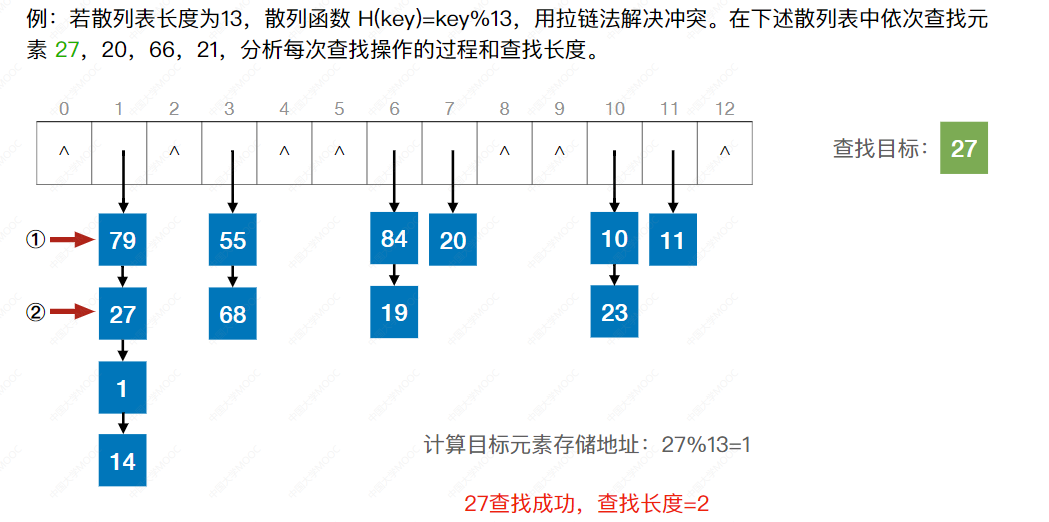 例：若散列表长度为13，散列函数 H(key)=key%13，用拉链法解决冲突。在下述散列表中依次查找元
素 27，20，66，21，分析每次查找操作的过程和查找长度。
0 1 2 3 4 5 6 7 8 9 10 11 12
^ ^ ^ ^ ^ ^ ^
查找目标： 27
① 79 55 84 20 10 11
② 27 68 19 23
1
14
计算目标元素存储地址：27%13=1
27查找成功，查找长度=2